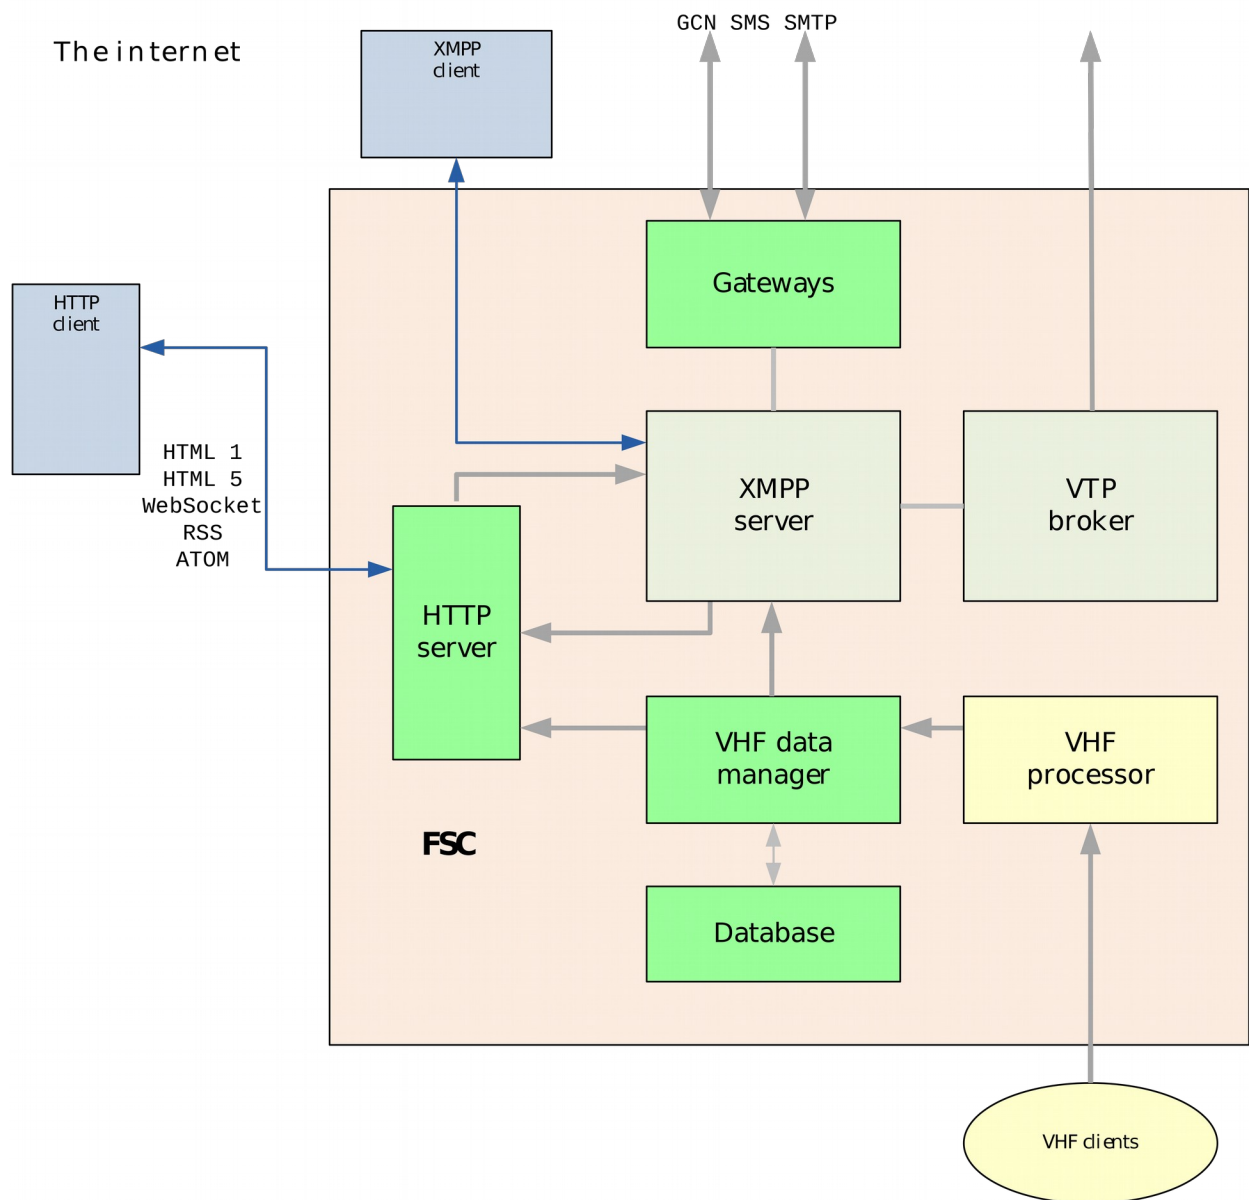 GCN SMS SMTP
The internet
XMPP
client
Gateways
HTTP
client
HTML 1
HTML 5
WebSocket
RSS
ATOM
XMPP
server
VTP
broker
HTTP
server
VHF data
manager
VHF
processor
FSC
Database
VHF clients